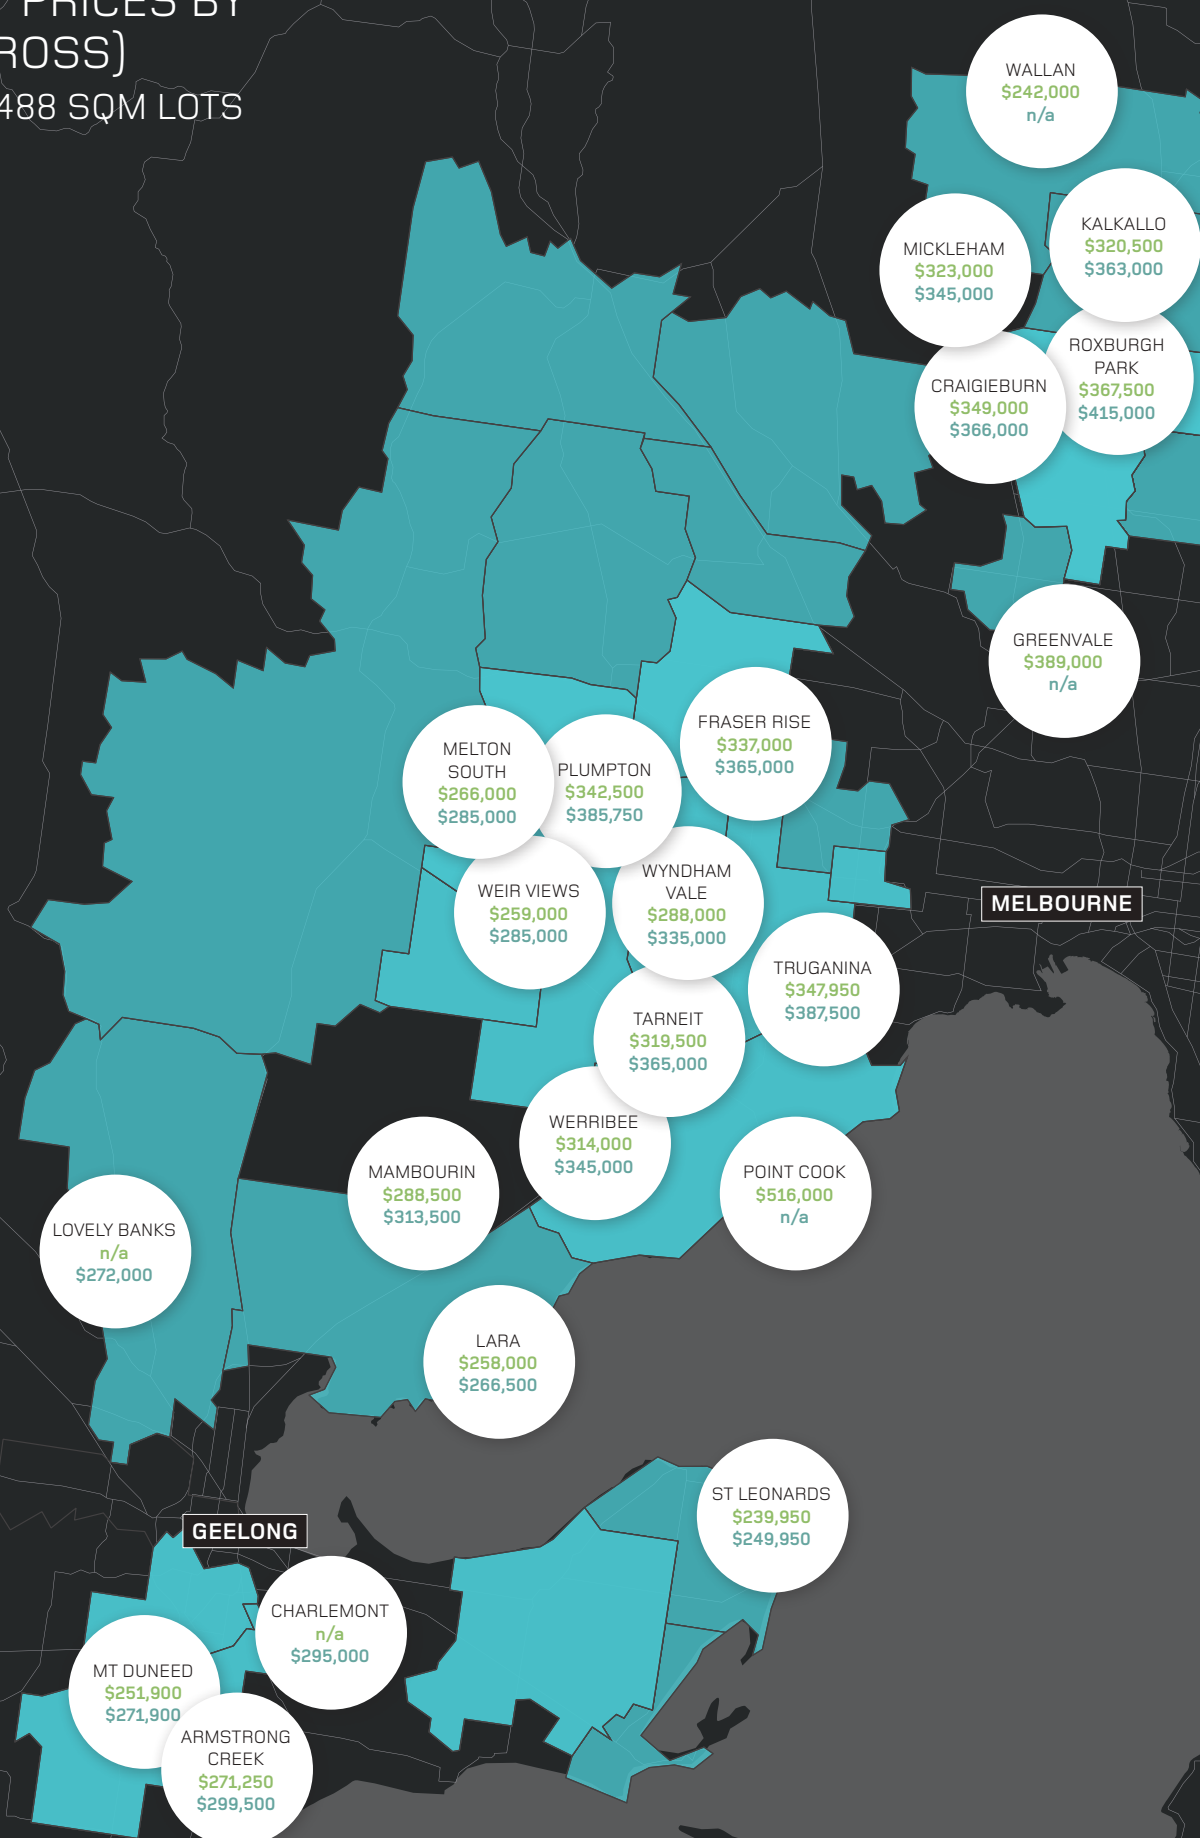 PRICES BY
ROSS)
488 SQM LOTS
WALLAN
$242,000
n/a
KALKALLO
$320,500
$363,000
MICKLEHAM
$323,000
$345,000
ROXBURGH
PARK
$367,500
$415,000
CRAIGIEBURN
$349,000
$366,000
GREENVALE
$389,000
n/a
FRASER RISE
$337,000
$365,000
MELTON
SOUTH
$266,000
$285,000
PLUMPTON
$342,500
$385,750
WEIR VIEWS
$259,000
$285,000
WYNDHAM
VALE
$288,000
$335,000
MELBOURNE
TRUGANINA
$347,950
$387,500
TARNEIT
$319,500
$365,000
WERRIBEE
$314,000
$345,000
MAMBOURIN
$288,500
$313,500
POINT COOK
$516,000
n/a
LOVELY BANKS
n/a
$272,000
LARA
$258,000
$266,500
ST LEONARDS
$239,950
$249,950
GEELONG
CHARLEMONT
n/a
$295,000
MT DUNEED
$251,900
$271,900
ARMSTRONG
CREEK
$271,250
$299,500